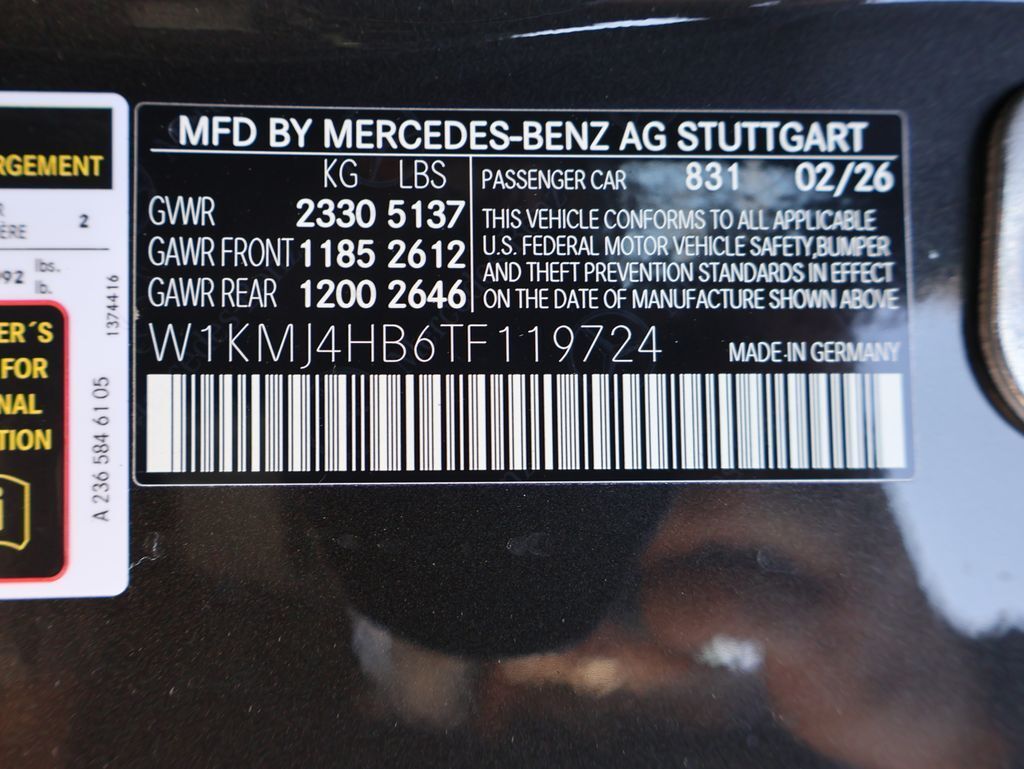 RGEMENT
R
ÈRE
2
992 lbs.
lb.
1374416
ER´S
FOR
NAL
TION
i
A 236 584 61 05
MFD BY MERCEDES-BENZ AG STUTTGART
KG LBS
GVWR 2330 5137
GAWR FRONT 1185 2612
GAWR REAR 1200 2646
PASSENGER CAR 831 02/26
THIS VEHICLE CONFORMS TO ALL APPLICABLE
U.S. FEDERAL MOTOR VEHICLE SAFETY,BUMPER
AND THEFT PREVENTION STANDARDS IN EFFECT
ON THE DATE OF MANUFACTURE SHOWN ABOVE
W1KMJ4HB6TF119724
MADE IN GERMANY